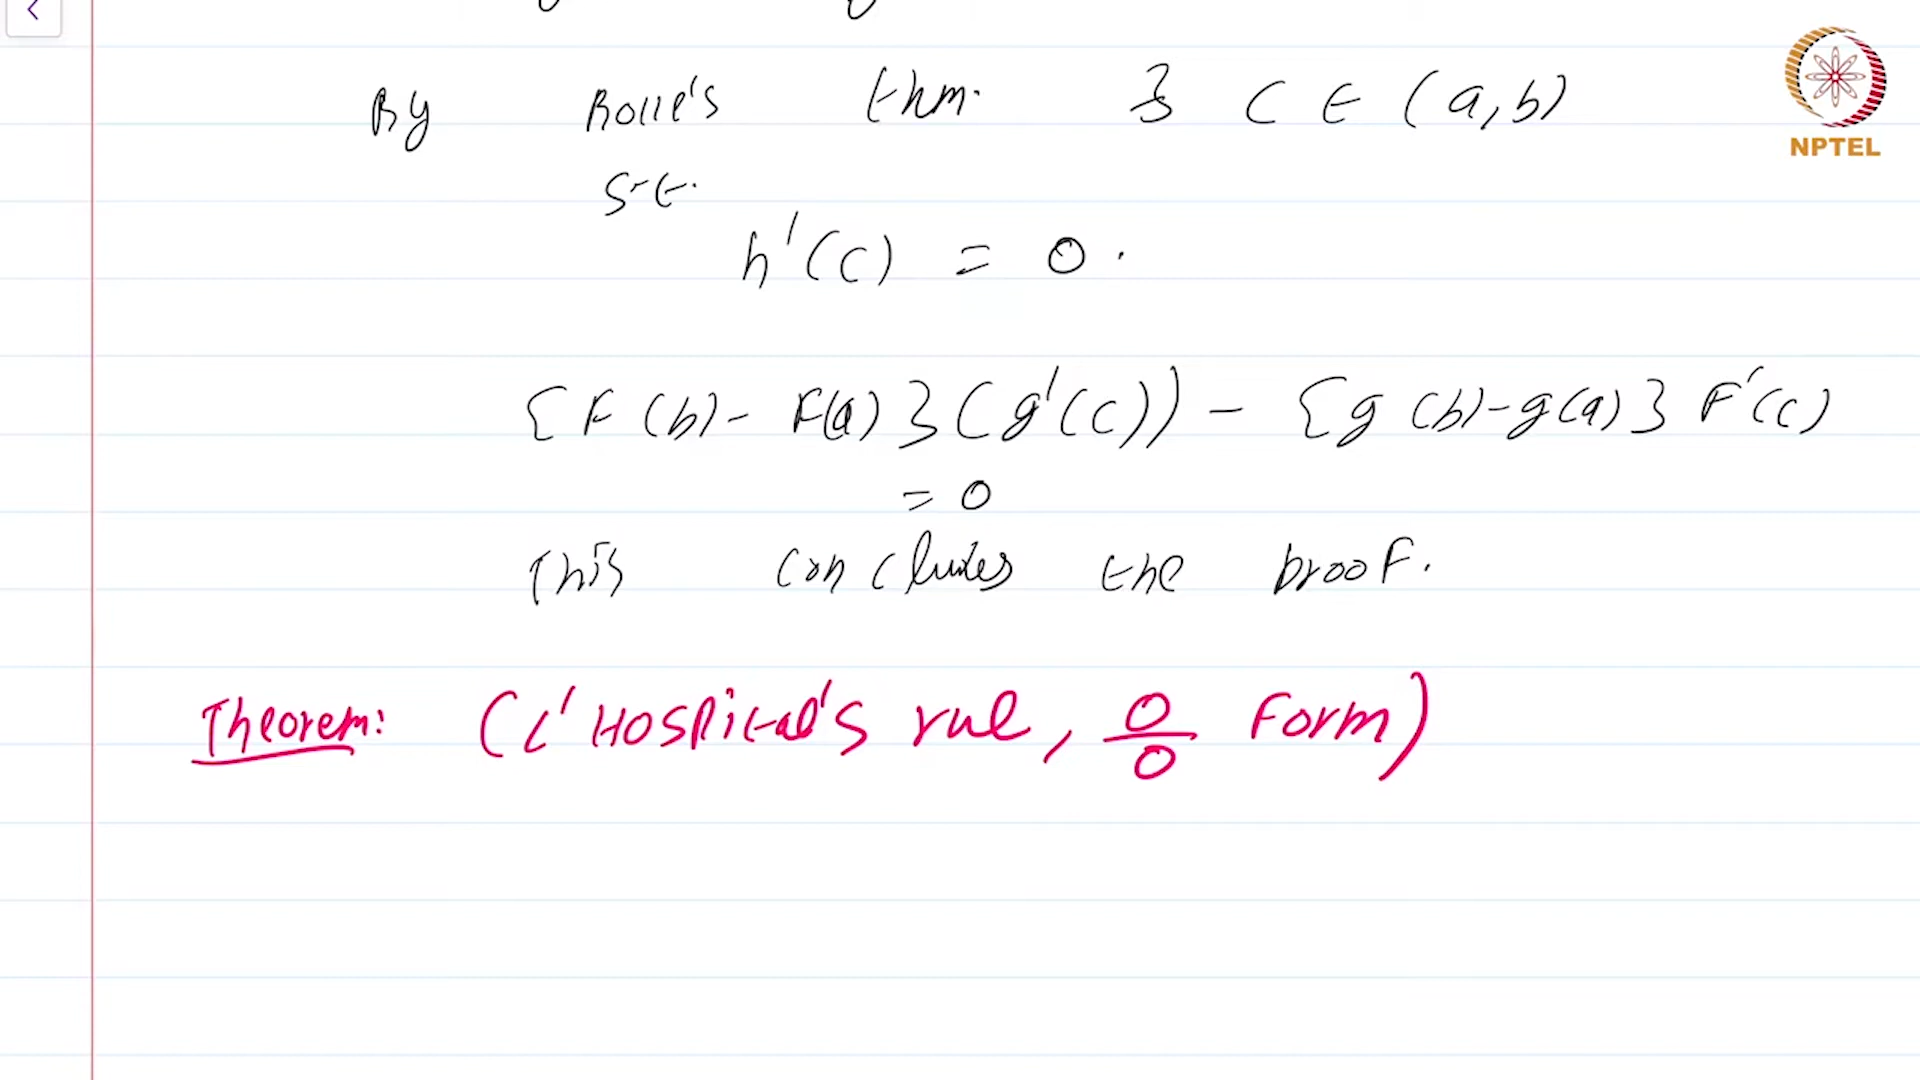 By Rolle's thm. ∃ C ∈ (a,b)
NPTEL
s.t.
h'(c) = 0.
{F(b) - F(a)}(g'(c)) - {g(b)-g(a)} F'(c)
= 0
This concludes the proof.
Theorem: (L'Hospital's rule, 0/0 Form)